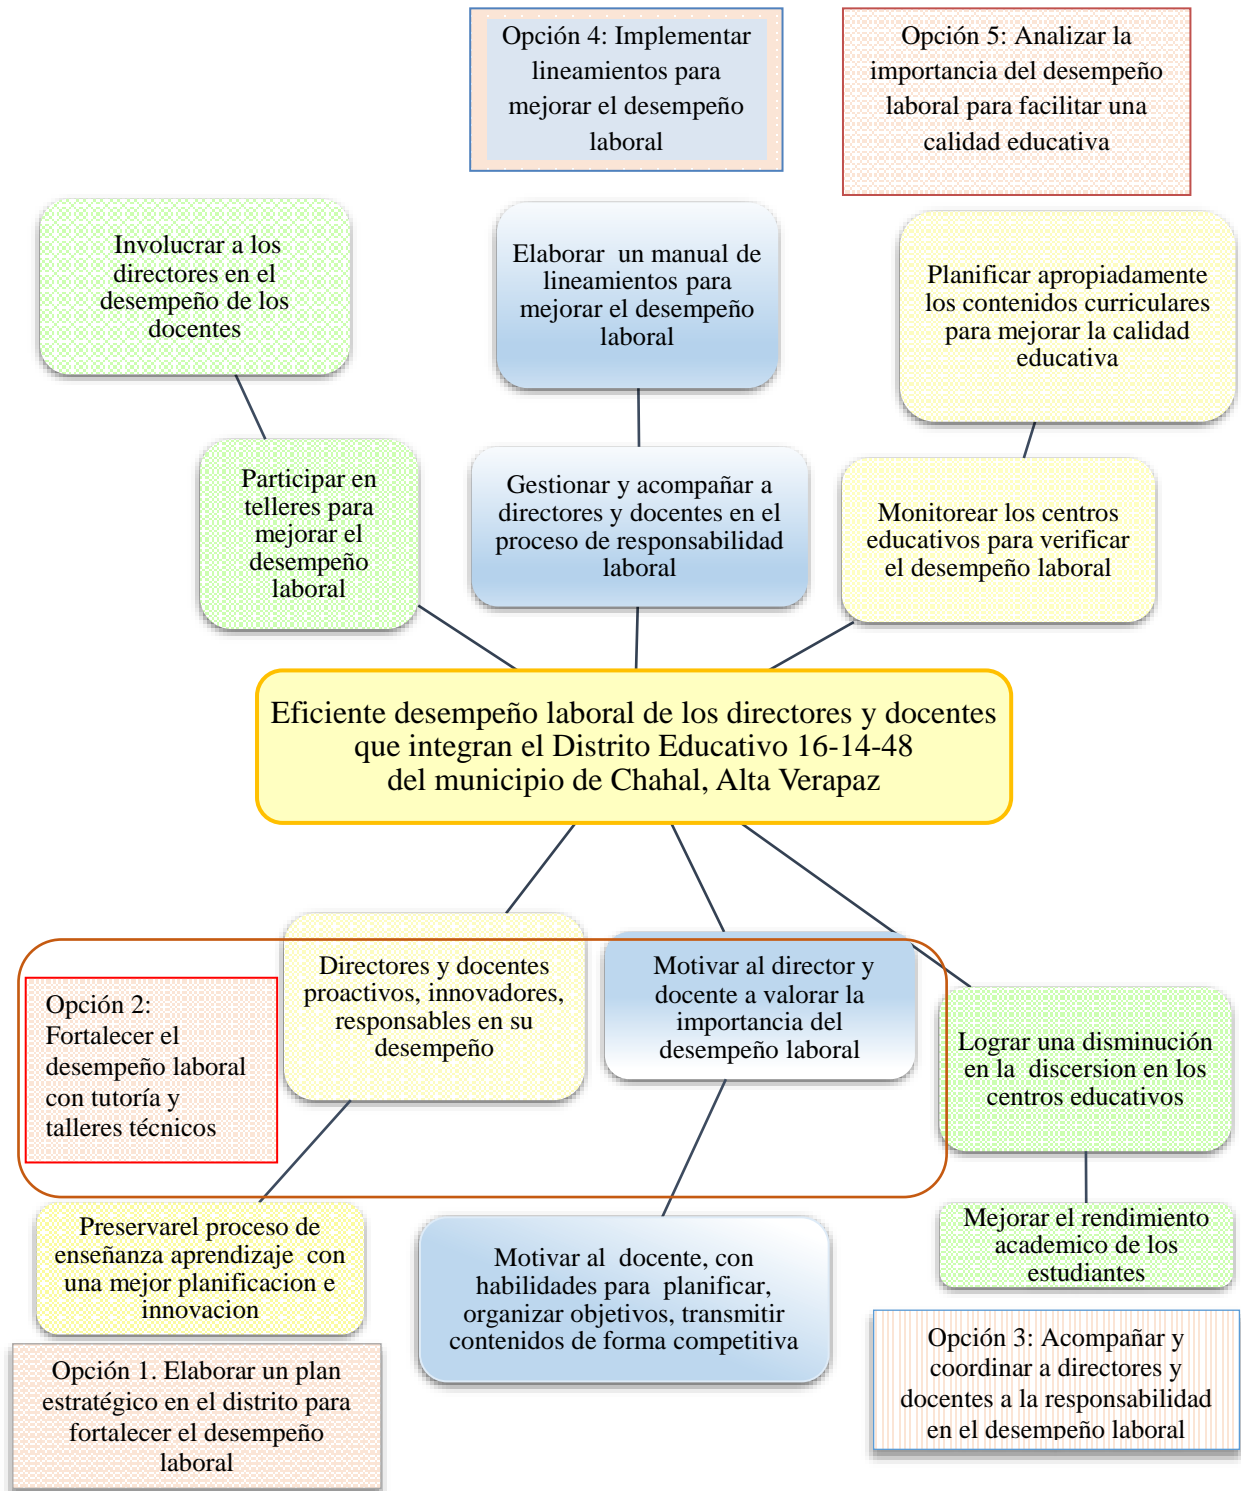 Opción 4: Implementar
lineamientos para
mejorar el desempeño
laboral
Opción 5: Analizar la
importancia del desempeño
laboral para facilitar una
calidad educativa
Involucrar a los
directores en el
desempeño de los
docentes
Elaborar un manual de
lineamientos para
mejorar el desempeño
laboral
Planificar apropiadamente
los contenidos curriculares
para mejorar la calidad
educativa
Participar en
telleres para
mejorar el
desempeño
laboral
Gestionar y acompañar a
directores y docentes en el
proceso de responsabilidad
laboral
Monitorear los centros
educativos para verificar
el desempeño laboral
Eficiente desempeño laboral de los directores y docentes
que integran el Distrito Educativo 16-14-48
del municipio de Chahal, Alta Verapaz
Opción 2:
Fortalecer el
desempeño laboral
con tutoría y
talleres técnicos
Directores y docentes
proactivos, innovadores,
responsables en su
desempeño
Motivar al director y
docente a valorar la
importancia del
desempeño laboral
Lograr una disminución
en la discersion en los
centros educativos
Preservarel proceso de
enseñanza aprendizaje con
una mejor planificacion e
innovacion
Motivar al docente, con
habilidades para planificar,
organizar objetivos, transmitir
contenidos de forma competitiva
Mejorar el rendimiento
academico de los
estudiantes
Opción 1. Elaborar un plan
estratégico en el distrito para
fortalecer el desempeño
laboral
Opción 3: Acompañar y
coordinar a directores y
docentes a la responsabilidad
en el desempeño laboral